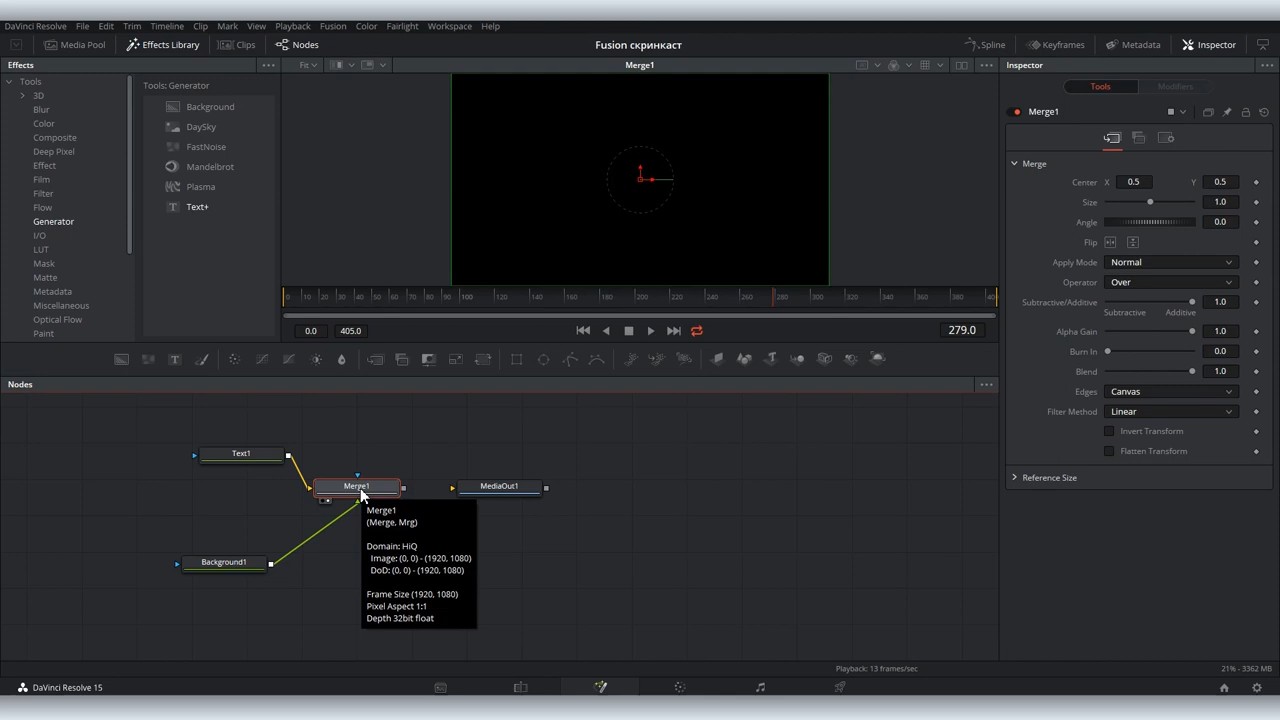 DaVinci Resolve File Edit Trim Timeline Clip Mark View Playback Fusion Color Fairlight Workspace Help
Media Pool Effects Library Clips Nodes Fusion скринкаст Spline Keyframes Metadata Inspector
Effects Fit Merge1 Inspector
Tools
3D
Blur
Color
Composite
Deep Pixel
Effect
Film
Filter
Flow
Generator
I/O
LUT
Mask
Matte
Metadata
Miscellaneous
Optical Flow
Paint
Tools: Generator
Background
DaySky
FastNoise
Mandelbrot
Plasma
Text+
0 10 20 30 40 50 60 70 80 90 100 120 140 160 180 200 220 240 260 280 300 320 340 360 380 40
0.0 405.0 279.0
Tools Modifiers
Merge1
Merge
Center X 0.5 Y 0.5
Size 1.0
Angle 0.0
Flip
Apply Mode Normal
Operator Over
Subtractive/Additive 1.0
Subtractive Additive
Alpha Gain 1.0
Burn In 0.0
Blend 1.0
Edges Canvas
Filter Method Linear
Invert Transform
Flatten Transform
Reference Size
Nodes
Text1
Merge1
MediaOut1
Background1
Merge1
(Merge, Mrg)
Domain: HiQ
Image: (0, 0) - (1920, 1080)
DoD: (0, 0) - (1920, 1080)
Frame Size (1920, 1080)
Pixel Aspect 1:1
Depth 32bit float
Playback: 13 frames/sec 21% - 3362 MB
DaVinci Resolve 15